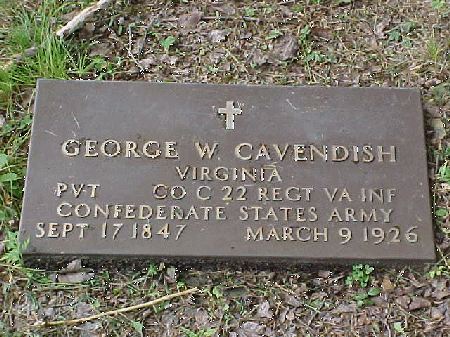 GEORGE W. CAVENDISH
VIRGINIA
PVT CO C 22 REGT VA INF
CONFEDERATE STATES ARMY
SEPT 17 1847 MARCH 9 1926